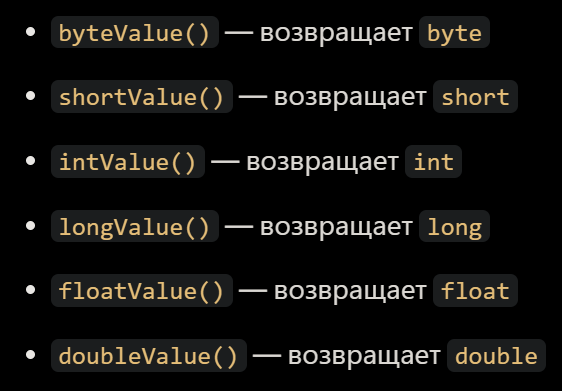 • byteValue() — возвращает byte
• shortValue() — возвращает short
• intValue() — возвращает int
• longValue() — возвращает long
• floatValue() — возвращает float
• doubleValue() — возвращает double